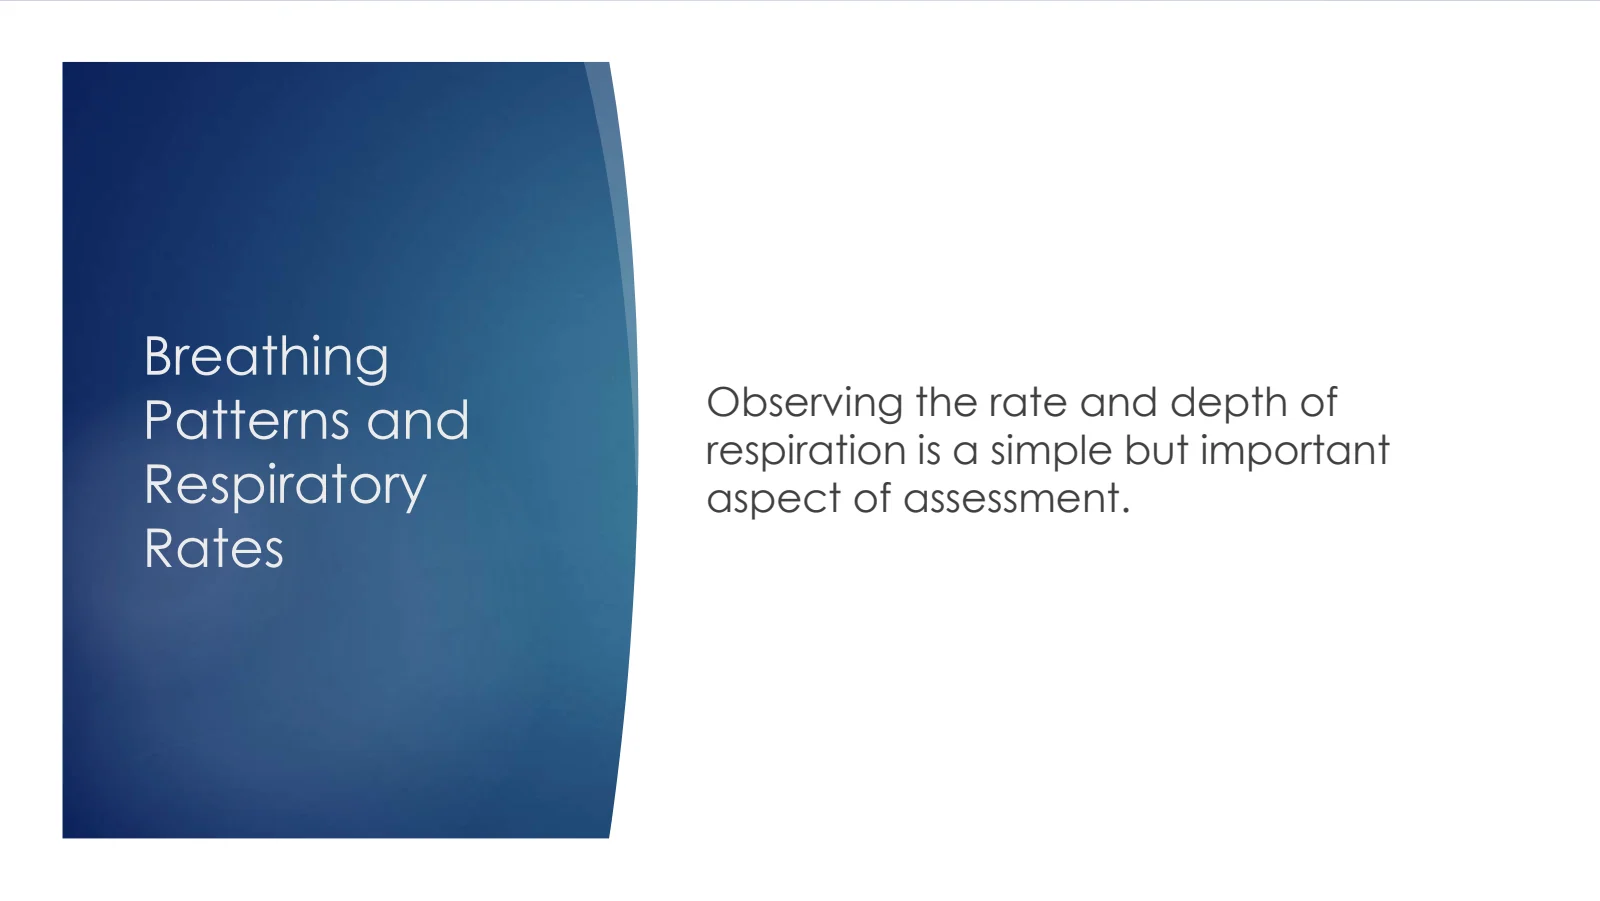 Breathing
Patterns and
Respiratory
Rates
Observing the rate and depth of
respiration is a simple but important
aspect of assessment.